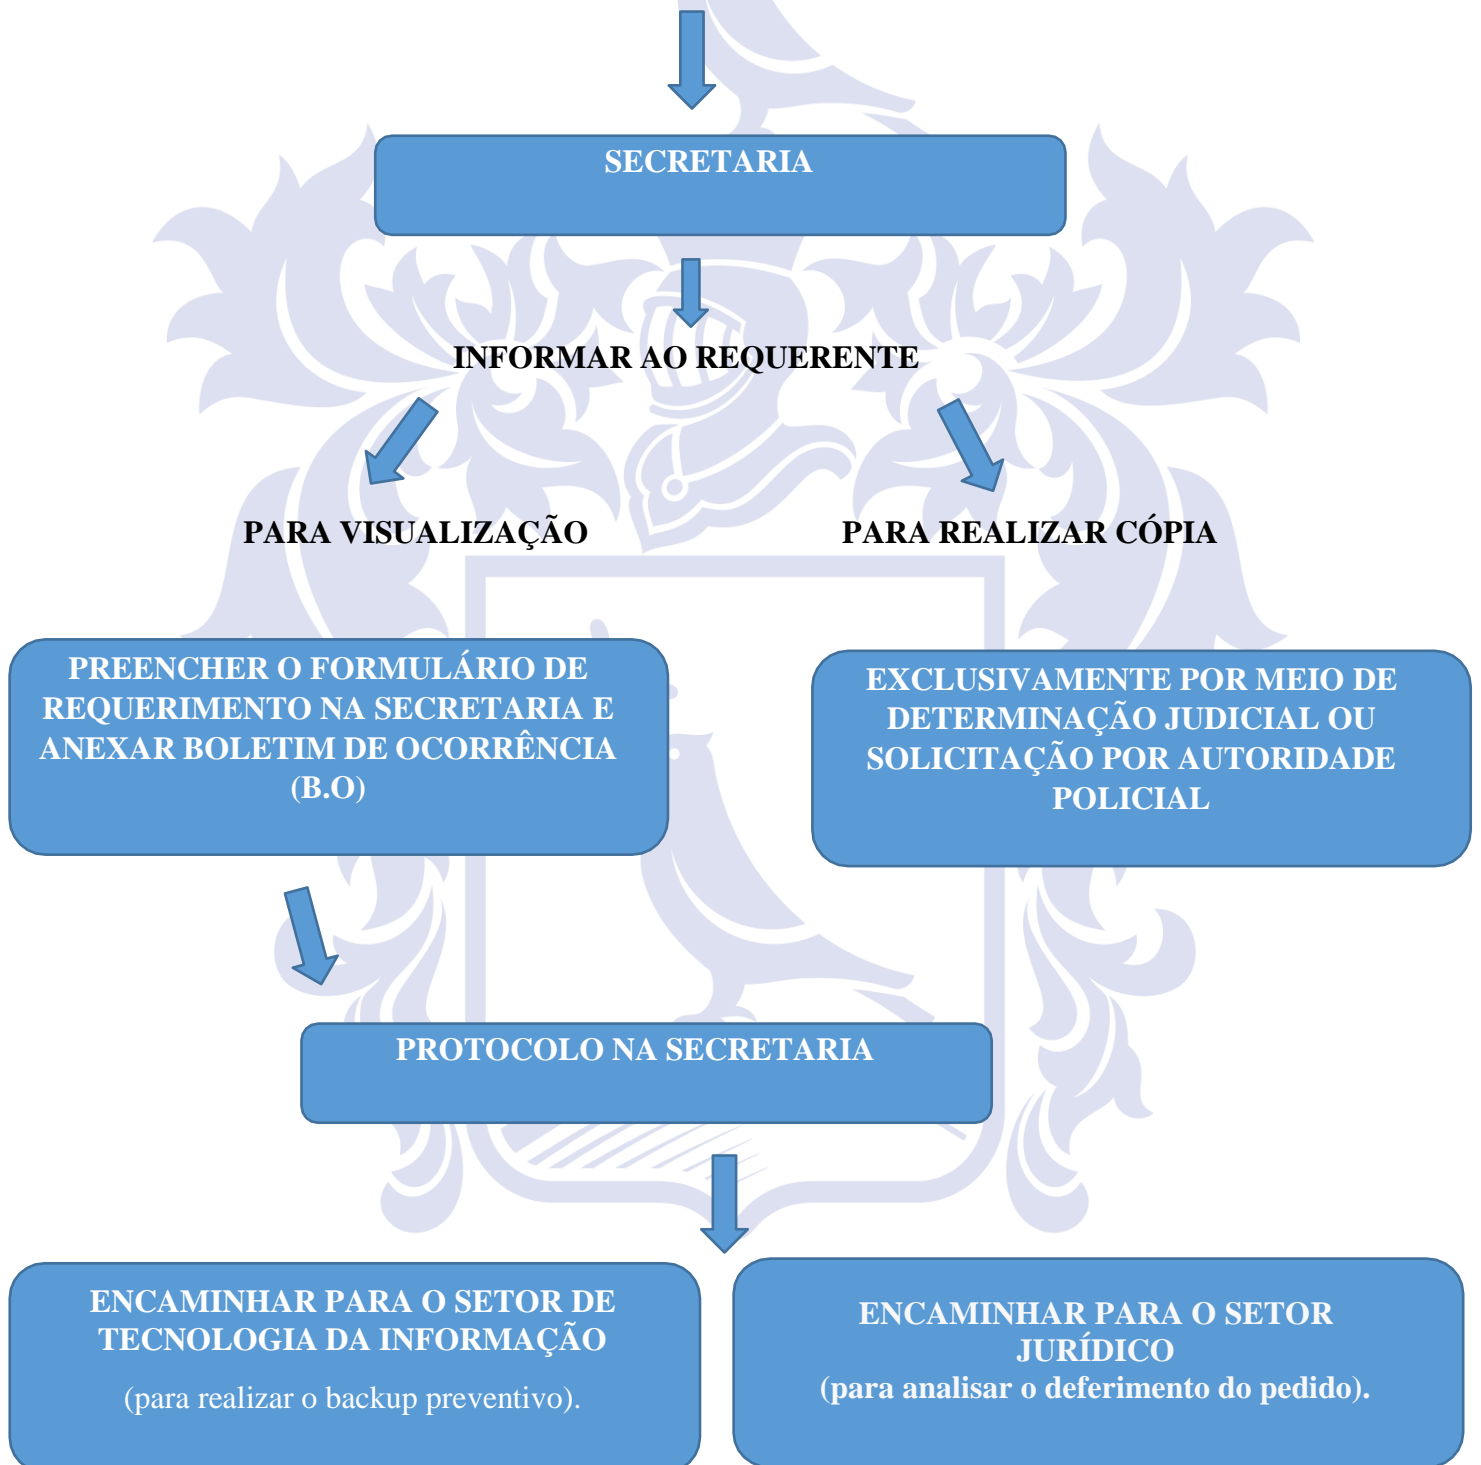 SECRETARIA
INFORMAR AO REQUERENTE
PARA VISUALIZAÇÃO
PARA REALIZAR CÓPIA
PREENCHER O FORMULÁRIO DE
REQUERIMENTO NA SECRETARIA E
ANEXAR BOLETIM DE OCORRÊNCIA
(B.O)
EXCLUSIVAMENTE POR MEIO DE
DETERMINAÇÃO JUDICIAL OU
SOLICITAÇÃO POR AUTORIDADE
POLICIAL
PROTOCOLO NA SECRETARIA
ENCAMINHAR PARA O SETOR DE
TECNOLOGIA DA INFORMAÇÃO
(para realizar o backup preventivo).
ENCAMINHAR PARA O SETOR
JURÍDICO
(para analisar o deferimento do pedido).